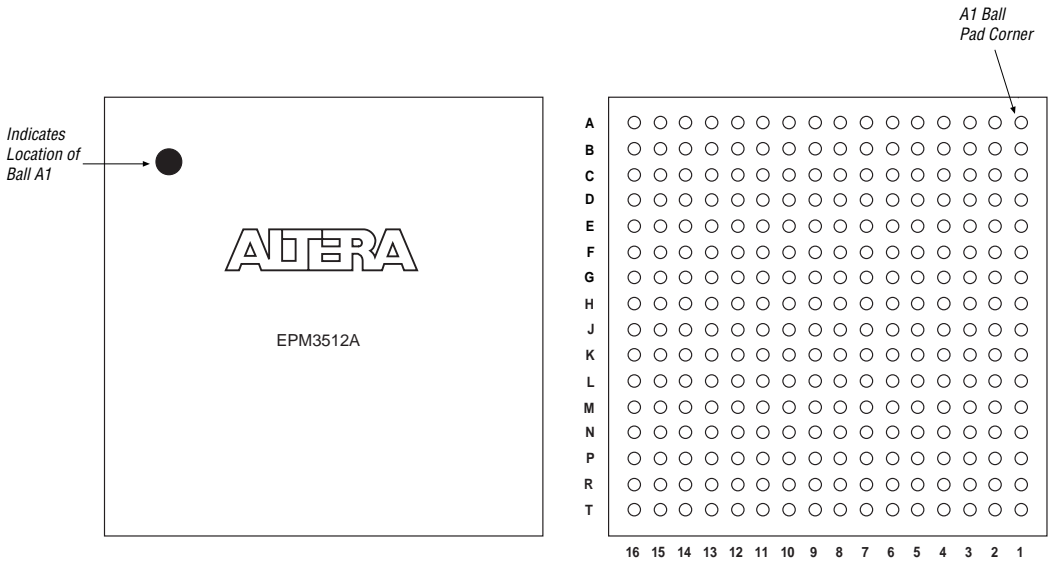 A1 Ball
Pad Corner
Indicates
Location of
Ball A1
ALTERA
EPM3512A
A
B
C
D
E
F
G
H
J
K
L
M
N
P
R
T
16 15 14 13 12 11 10 9 8 7 6 5 4 3 2 1